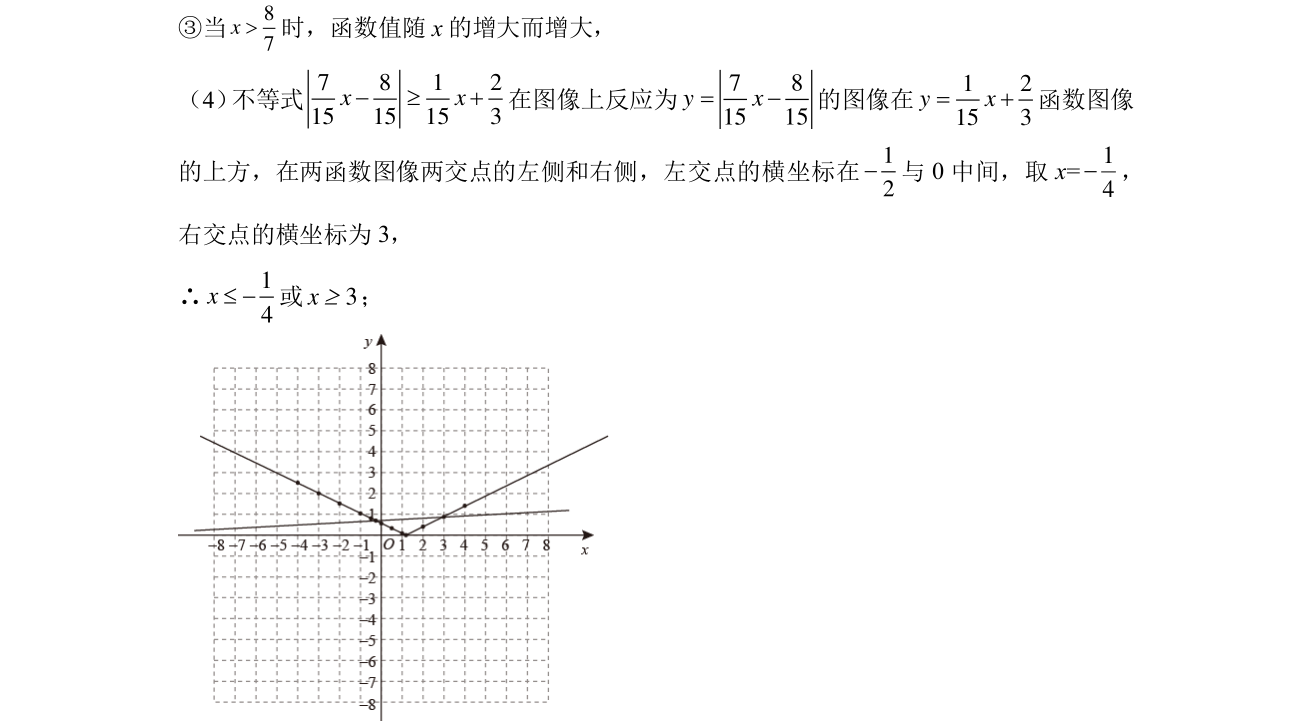 ③当 x > 8/7 时，函数值随 x 的增大而增大，
（4）不等式 |7/15 x − 8/15| ≥ 1/15 x + 2/3 在图像上反应为 y = |7/15 x − 8/15| 的图像在 y = 1/15 x + 2/3 函数图像
的上方，在两函数图像两交点的左侧和右侧，左交点的横坐标在 −1/2 与 0 中间，取 x= −1/4，
右交点的横坐标为 3，
∴ x ≤ −1/4 或 x ≥ 3；
y
8
7
6
5
4
3
2
1
−8 −7 −6 −5 −4 −3 −2 −1 O 1 2 3 4 5 6 7 8
x
−1
−2
−3
−4
−5
−6
−7
−8